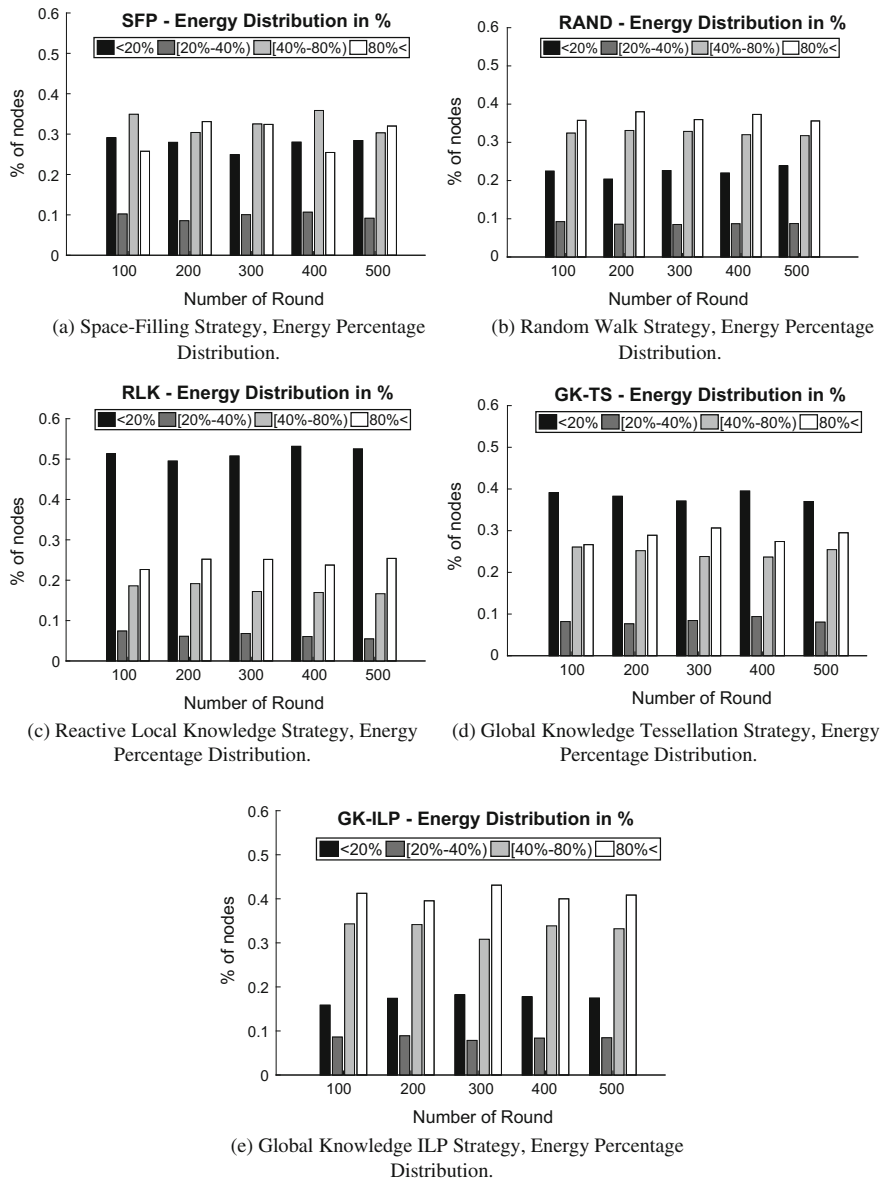 SFP - Energy Distribution in %
<20% [20%-40%) [40%-80%) 80%<
0.6
0.5
0.4
0.3
0.2
0.1
0
% of nodes
100 200 300 400 500
Number of Round
(a) Space-Filling Strategy, Energy Percentage
Distribution.
RAND - Energy Distribution in %
<20% [20%-40%) [40%-80%) 80%<
0.6
0.5
0.4
0.3
0.2
0.1
0
% of nodes
100 200 300 400 500
Number of Round
(b) Random Walk Strategy, Energy Percentage
Distribution.
RLK - Energy Distribution in %
<20% [20%-40%) [40%-80%) 80%<
0.6
0.5
0.4
0.3
0.2
0.1
0
% of nodes
100 200 300 400 500
Number of Round
(c) Reactive Local Knowledge Strategy, Energy
Percentage Distribution.
GK-TS - Energy Distribution in %
<20% [20%-40%) [40%-80%) 80%<
0.6
0.5
0.4
0.3
0.2
0.1
0
% of nodes
100 200 300 400 500
Number of Round
(d) Global Knowledge Tessellation Strategy, Energy
Percentage Distribution.
GK-ILP - Energy Distribution in %
<20% [20%-40%) [40%-80%) 80%<
0.6
0.5
0.4
0.3
0.2
0.1
0
% of nodes
100 200 300 400 500
Number of Round
(e) Global Knowledge ILP Strategy, Energy Percentage
Distribution.